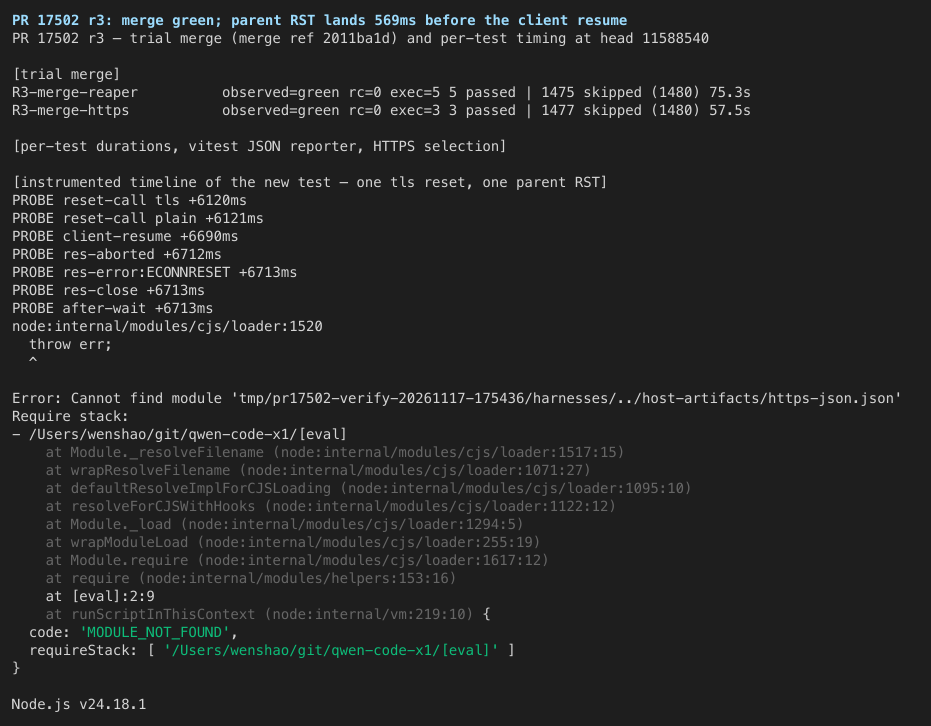 PR 17502 r3: merge green; parent RST lands 569ms before the client resume
PR 17502 r3 — trial merge (merge ref 2011ba1d) and per-test timing at head 11588540
[trial merge]
R3-merge-reaper          observed=green rc=0 exec=5 5 passed | 1475 skipped (1480) 75.3s
R3-merge-https           observed=green rc=0 exec=3 3 passed | 1477 skipped (1480) 57.5s
[per-test durations, vitest JSON reporter, HTTPS selection]
[instrumented timeline of the new test — one tls reset, one parent RST]
PROBE reset-call tls +6120ms
PROBE reset-call plain +6121ms
PROBE client-resume +6690ms
PROBE res-aborted +6712ms
PROBE res-error:ECONNRESET +6713ms
PROBE res-close +6713ms
PROBE after-wait +6713ms
node:internal/modules/cjs/loader:1520
  throw err;
  ^
Error: Cannot find module 'tmp/pr17502-verify-20261117-175436/harnesses/../host-artifacts/https-json.json'
Require stack:
— /Users/wenshao/git/qwen-code-x1/[eval]
    at Module._resolveFilename (node:internal/modules/cjs/loader:1517:15)
    at wrapResolveFilename (node:internal/modules/cjs/loader:1071:27)
    at defaultResolveImplForCJSLoading (node:internal/modules/cjs/loader:1095:10)
    at resolveForCJSWithHooks (node:internal/modules/cjs/loader:1122:12)
    at Module._load (node:internal/modules/cjs/loader:1294:5)
    at wrapModuleLoad (node:internal/modules/cjs/loader:255:19)
    at Module.require (node:internal/modules/cjs/loader:1617:12)
    at require (node:internal/modules/helpers:153:16)
    at [eval]:2:9
    at runScriptInThisContext (node:internal/vm:219:10) {
  code: 'MODULE_NOT_FOUND',
  requireStack: [ '/Users/wenshao/git/qwen-code-x1/[eval]' ]
}
Node.js v24.18.1